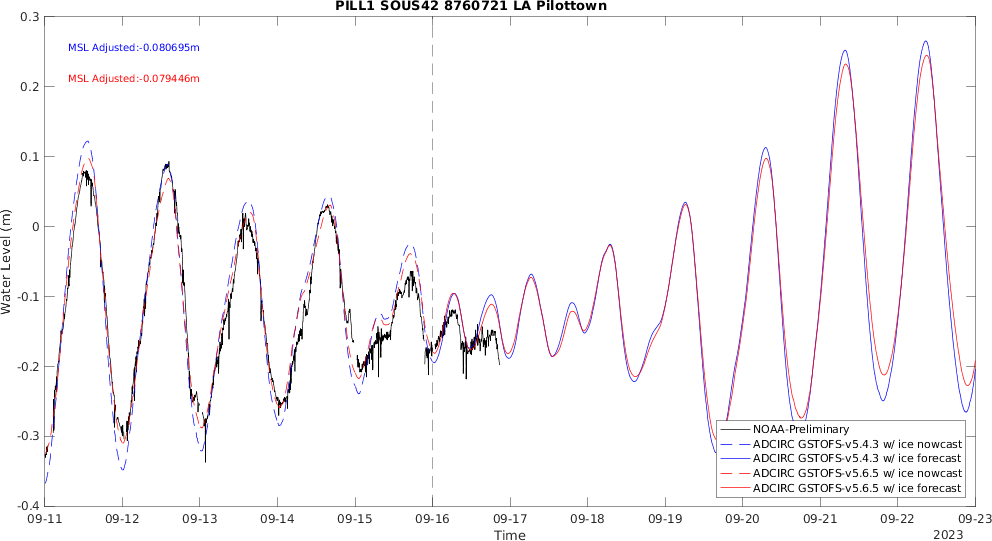 PILL1 SOUS42 8760721 LA Pilottown
MSL Adjusted:-0.080695m
MSL Adjusted:-0.079446m
Water Level (m)
0.3
0.2
0.1
0
-0.1
-0.2
-0.3
-0.4
NOAA-Preliminary
ADCIRC GSTOFS-v5.4.3 w/ ice nowcast
ADCIRC GSTOFS-v5.4.3 w/ ice forecast
ADCIRC GSTOFS-v5.6.5 w/ ice nowcast
ADCIRC GSTOFS-v5.6.5 w/ ice forecast
09-11 09-12 09-13 09-14 09-15 09-16 09-17 09-18 09-19 09-20 09-21 09-22 09-23
Time
2023